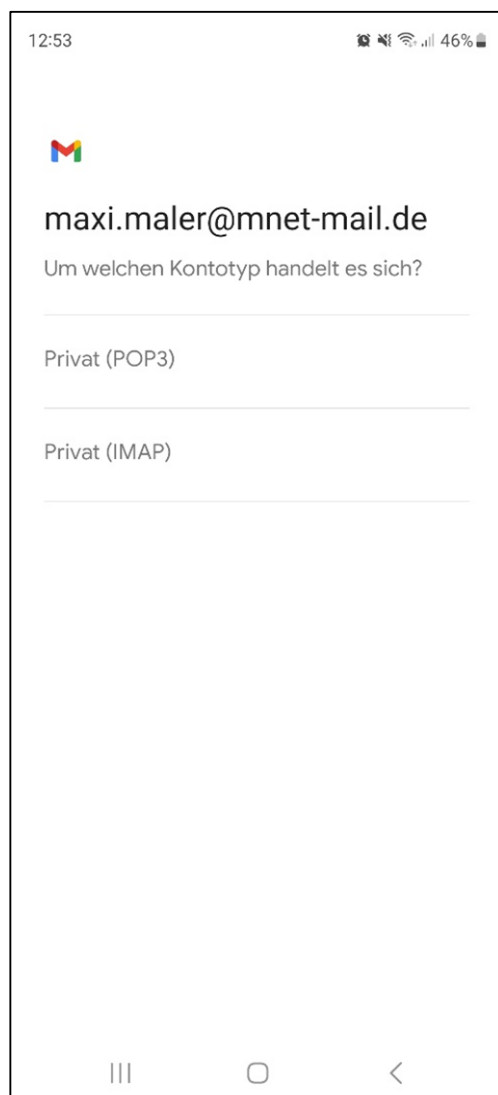 12:53 46%
maxi.maler@mnet-mail.de
Um welchen Kontotyp handelt es sich?
Privat (POP3)
Privat (IMAP)